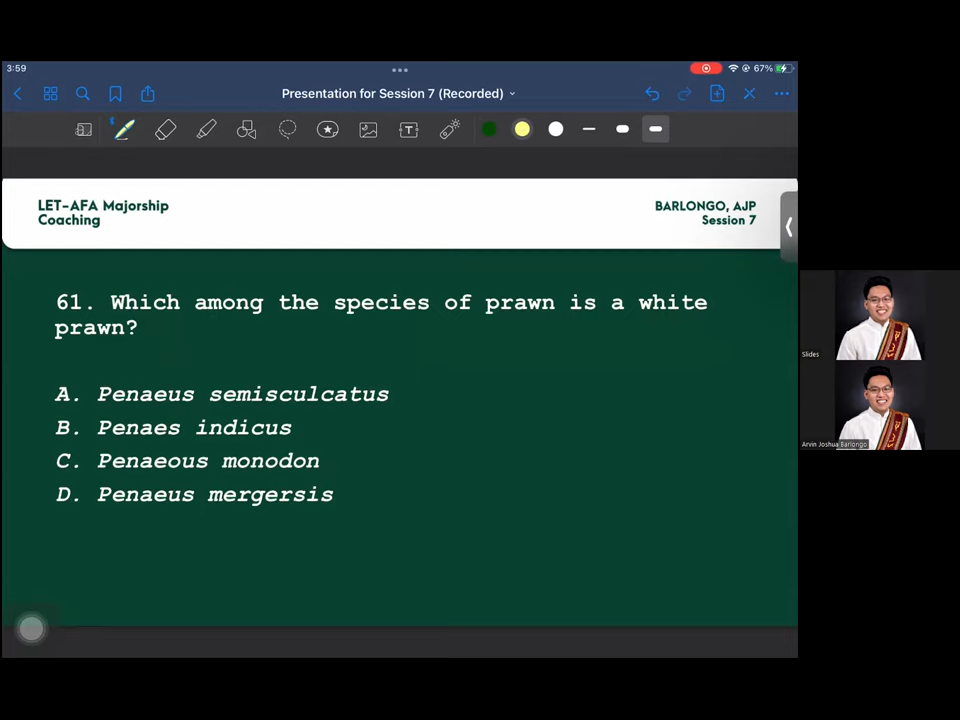 3:59
67%
Presentation for Session 7 (Recorded)
LET-AFA Majorship
Coaching
BARLONGO, AJP
Session 7
61. Which among the species of prawn is a white
prawn?
A. Penaeus semisculcatus
B. Penaes indicus
C. Penaeous monodon
D. Penaeus mergersis
Slides
Arvin Joshua Barlongo